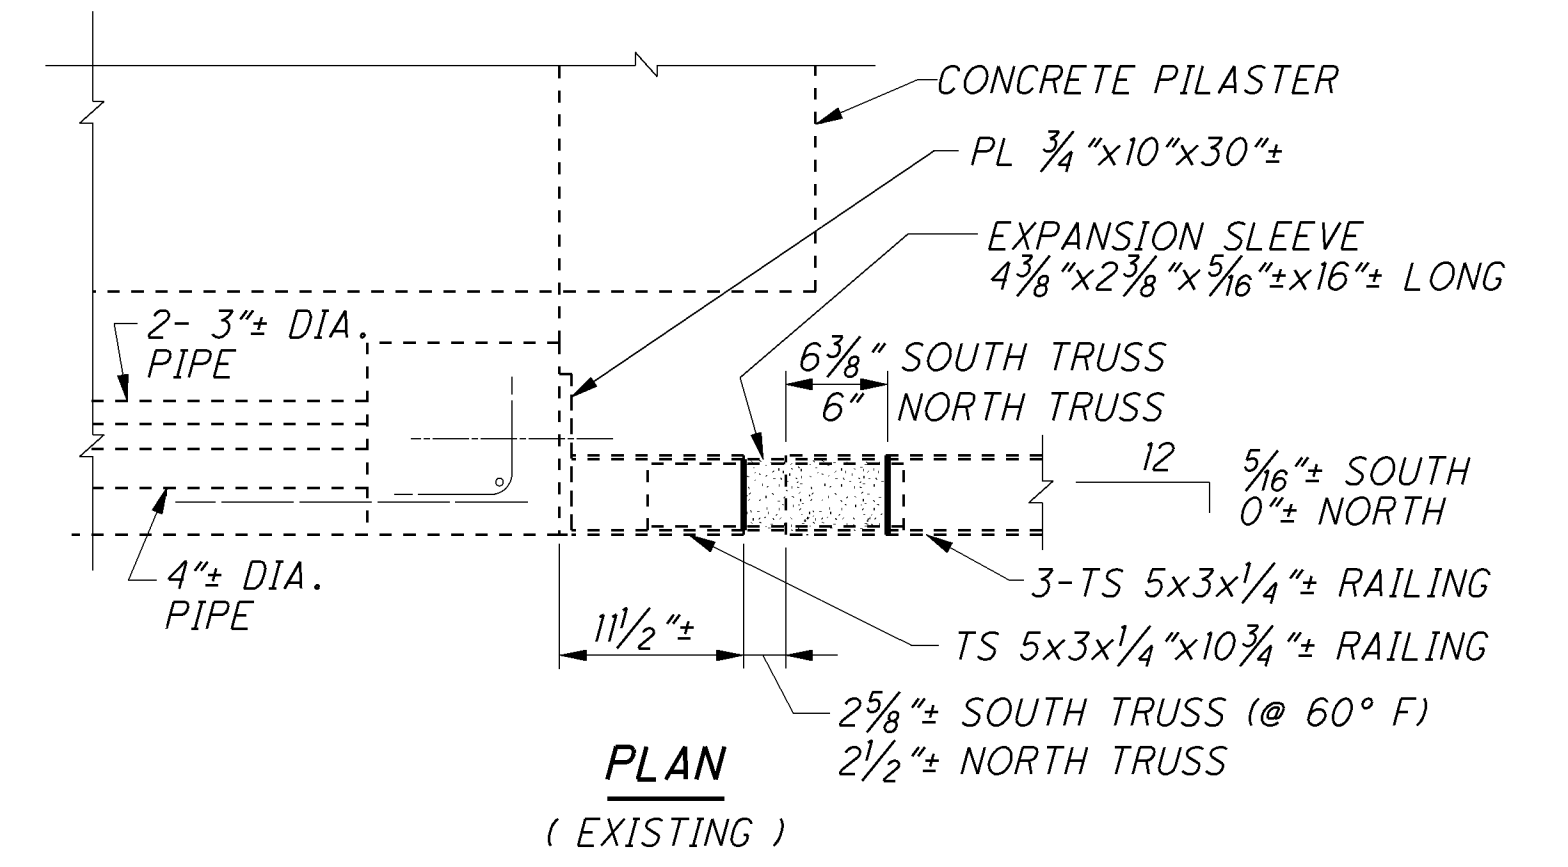 CONCRETE PILASTER
PL 3/4"x10"x30"±
EXPANSION SLEEVE
4 3/8"x2 3/8"x5/16"±x16"± LONG
2- 3"± DIA.
PIPE
6 3/8" SOUTH TRUSS
6" NORTH TRUSS
12
5/16"± SOUTH
0"± NORTH
4"± DIA.
PIPE
3-TS 5x3x1/4"± RAILING
11 1/2"±
TS 5x3x1/4"x10 3/4"± RAILING
2 5/8"± SOUTH TRUSS (@ 60° F)
2 1/2"± NORTH TRUSS
PLAN
( EXISTING )